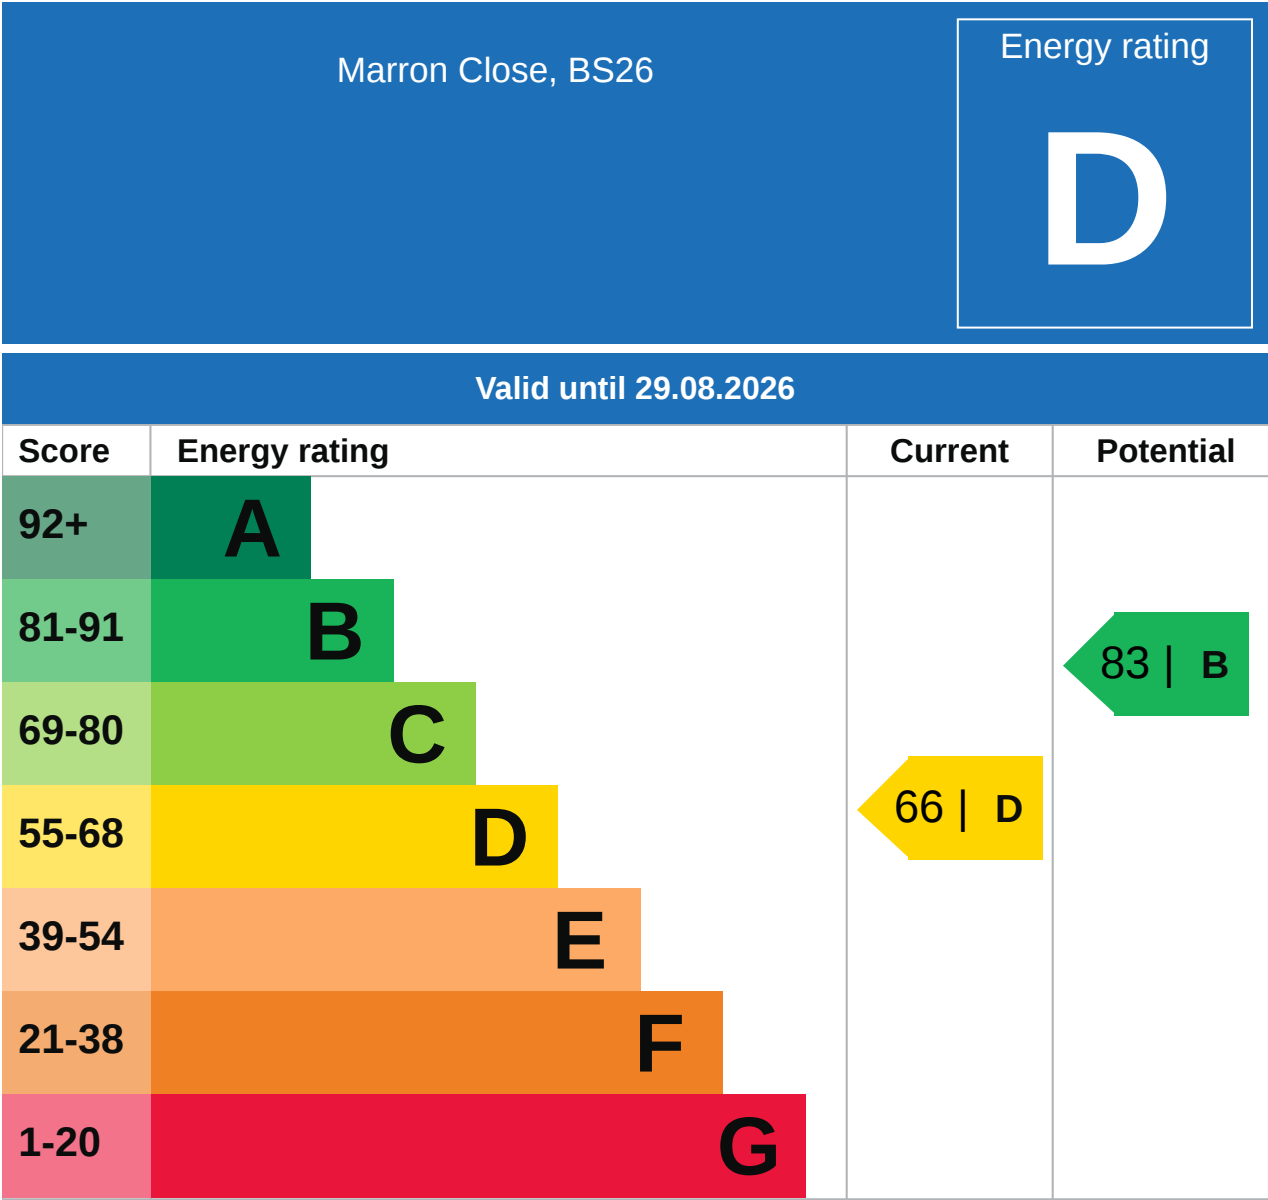 Marron Close, BS26
Energy rating
D
Valid until 29.08.2026
Score Energy rating Current Potential
92+ A
81-91 B
83 | B
69-80 C
55-68 D
66 | D
39-54 E
21-38 F
1-20 G